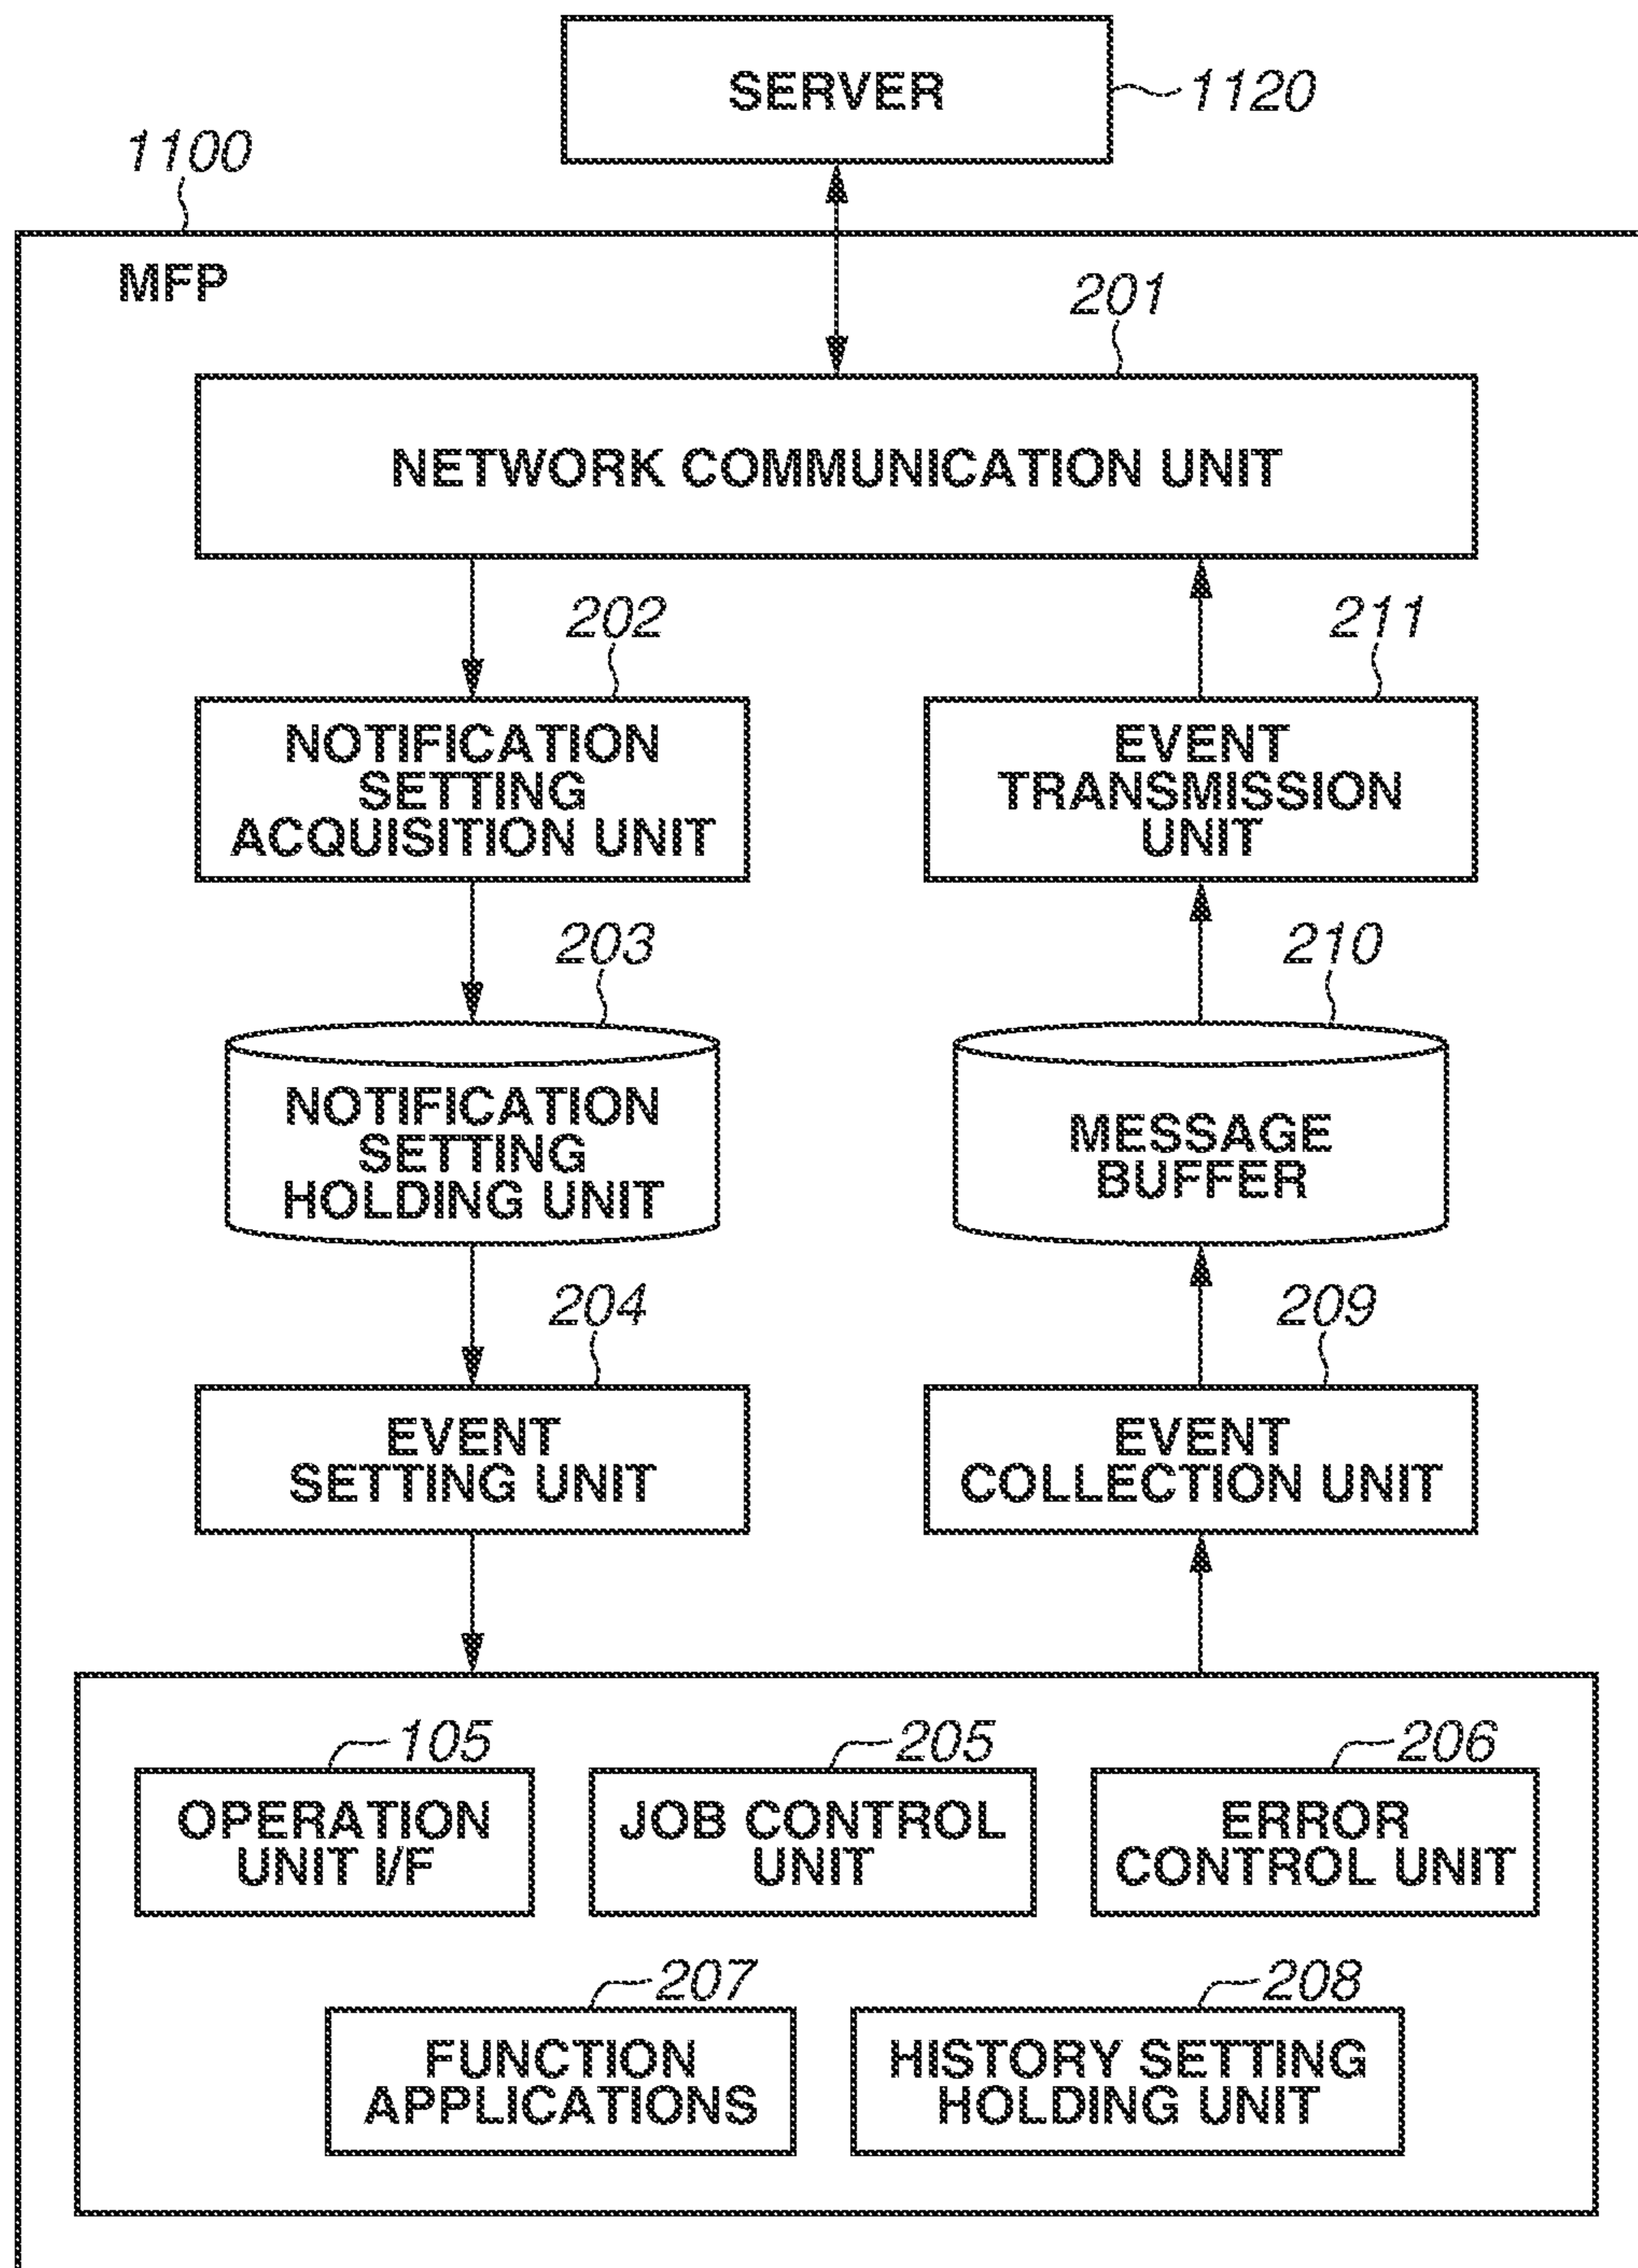 SERVER
1120
1100
MFP
201
NETWORK COMMUNICATION UNIT
202
NOTIFICATION
SETTING
ACQUISITION UNIT
211
EVENT
TRANSMISSION
UNIT
203
NOTIFICATION
SETTING
HOLDING UNIT
210
MESSAGE
BUFFER
204
EVENT
SETTING UNIT
209
EVENT
COLLECTION UNIT
105
OPERATION
UNIT I/F
205
JOB CONTROL
UNIT
206
ERROR
CONTROL UNIT
207
FUNCTION
APPLICATIONS
208
HISTORY SETTING
HOLDING UNIT